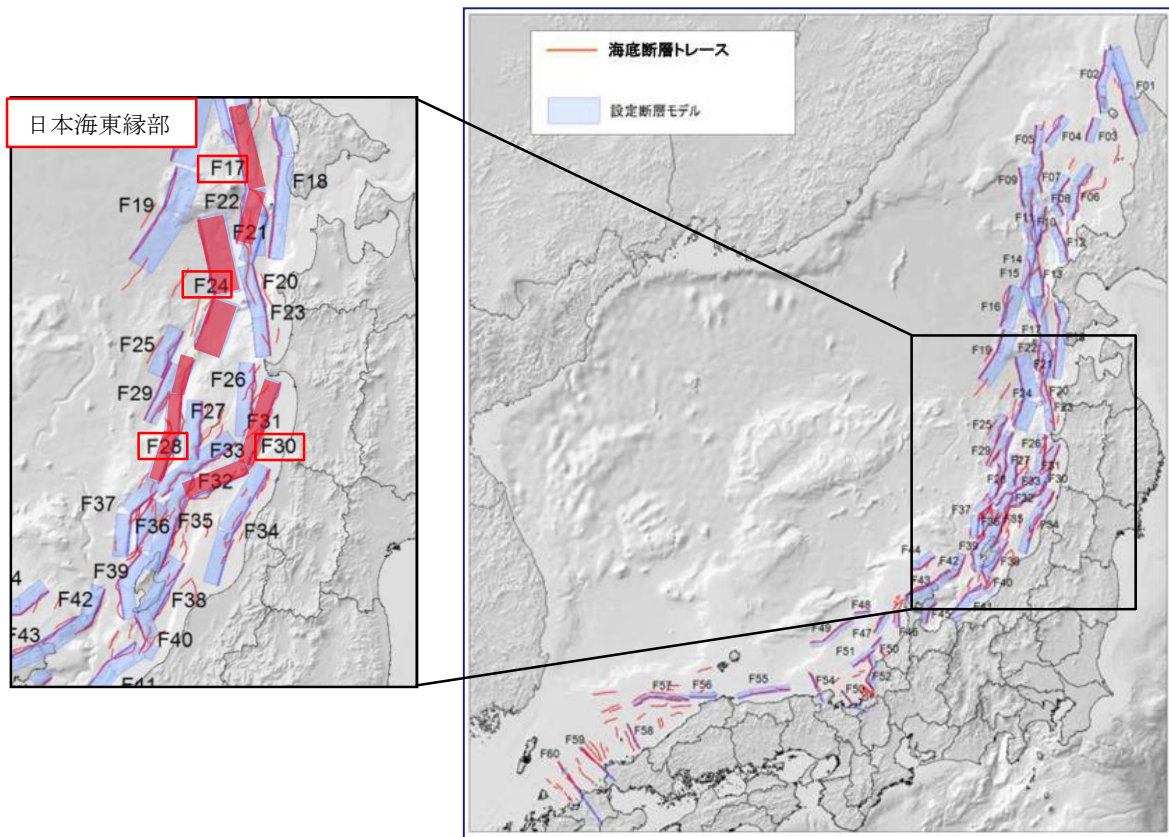 日本海東縁部
F17
F18
F22
F19
F21
F24
F20
F23
F25
F26
F29
F27
F31
F28
F33
F30
F32
F37
F36
F35
F34
F39
F42
F38
F43
F40
F41
海底断層トレース
設定断層モデル
F02
F01
F05
F04
F03
F09
F07
F08
F06
F11
F10
F12
F14
F15
F13
F16
F17
F18
F19
F22
F21
F24
F20
F23
F25
F26
F29
F27
F31
F28
F33
F30
F32
F37
F36
F35
F34
F39
F44
F42
F38
F43
F40
F41
F45
F48
F49
F47
F46
F51
F50
F52
F54
F55
F56
F57
F58
F59
F60